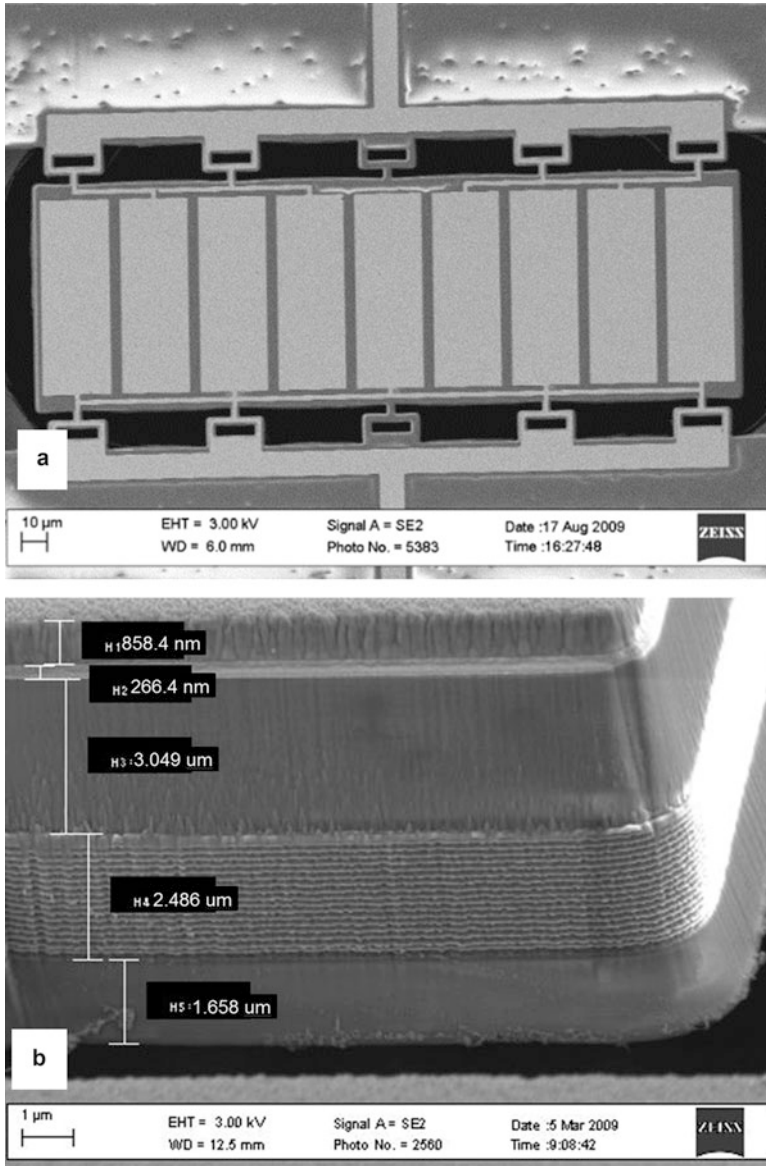 a
10 µm
EHT = 3.00 kV
Signal A = SE2
Date :17 Aug 2009
ZEISS
WD = 6.0 mm
Photo No. = 5383
Time :16:27:48
H1 858.4 nm
H2 266.4 nm
H3 : 3.049 um
H4 2.486 um
H5 : 1.658 um
b
1 µm
EHT = 3.00 kV
Signal A = SE2
Date :5 Mar 2009
ZEISS
WD = 12.5 mm
Photo No. = 2560
Time :9:08:42